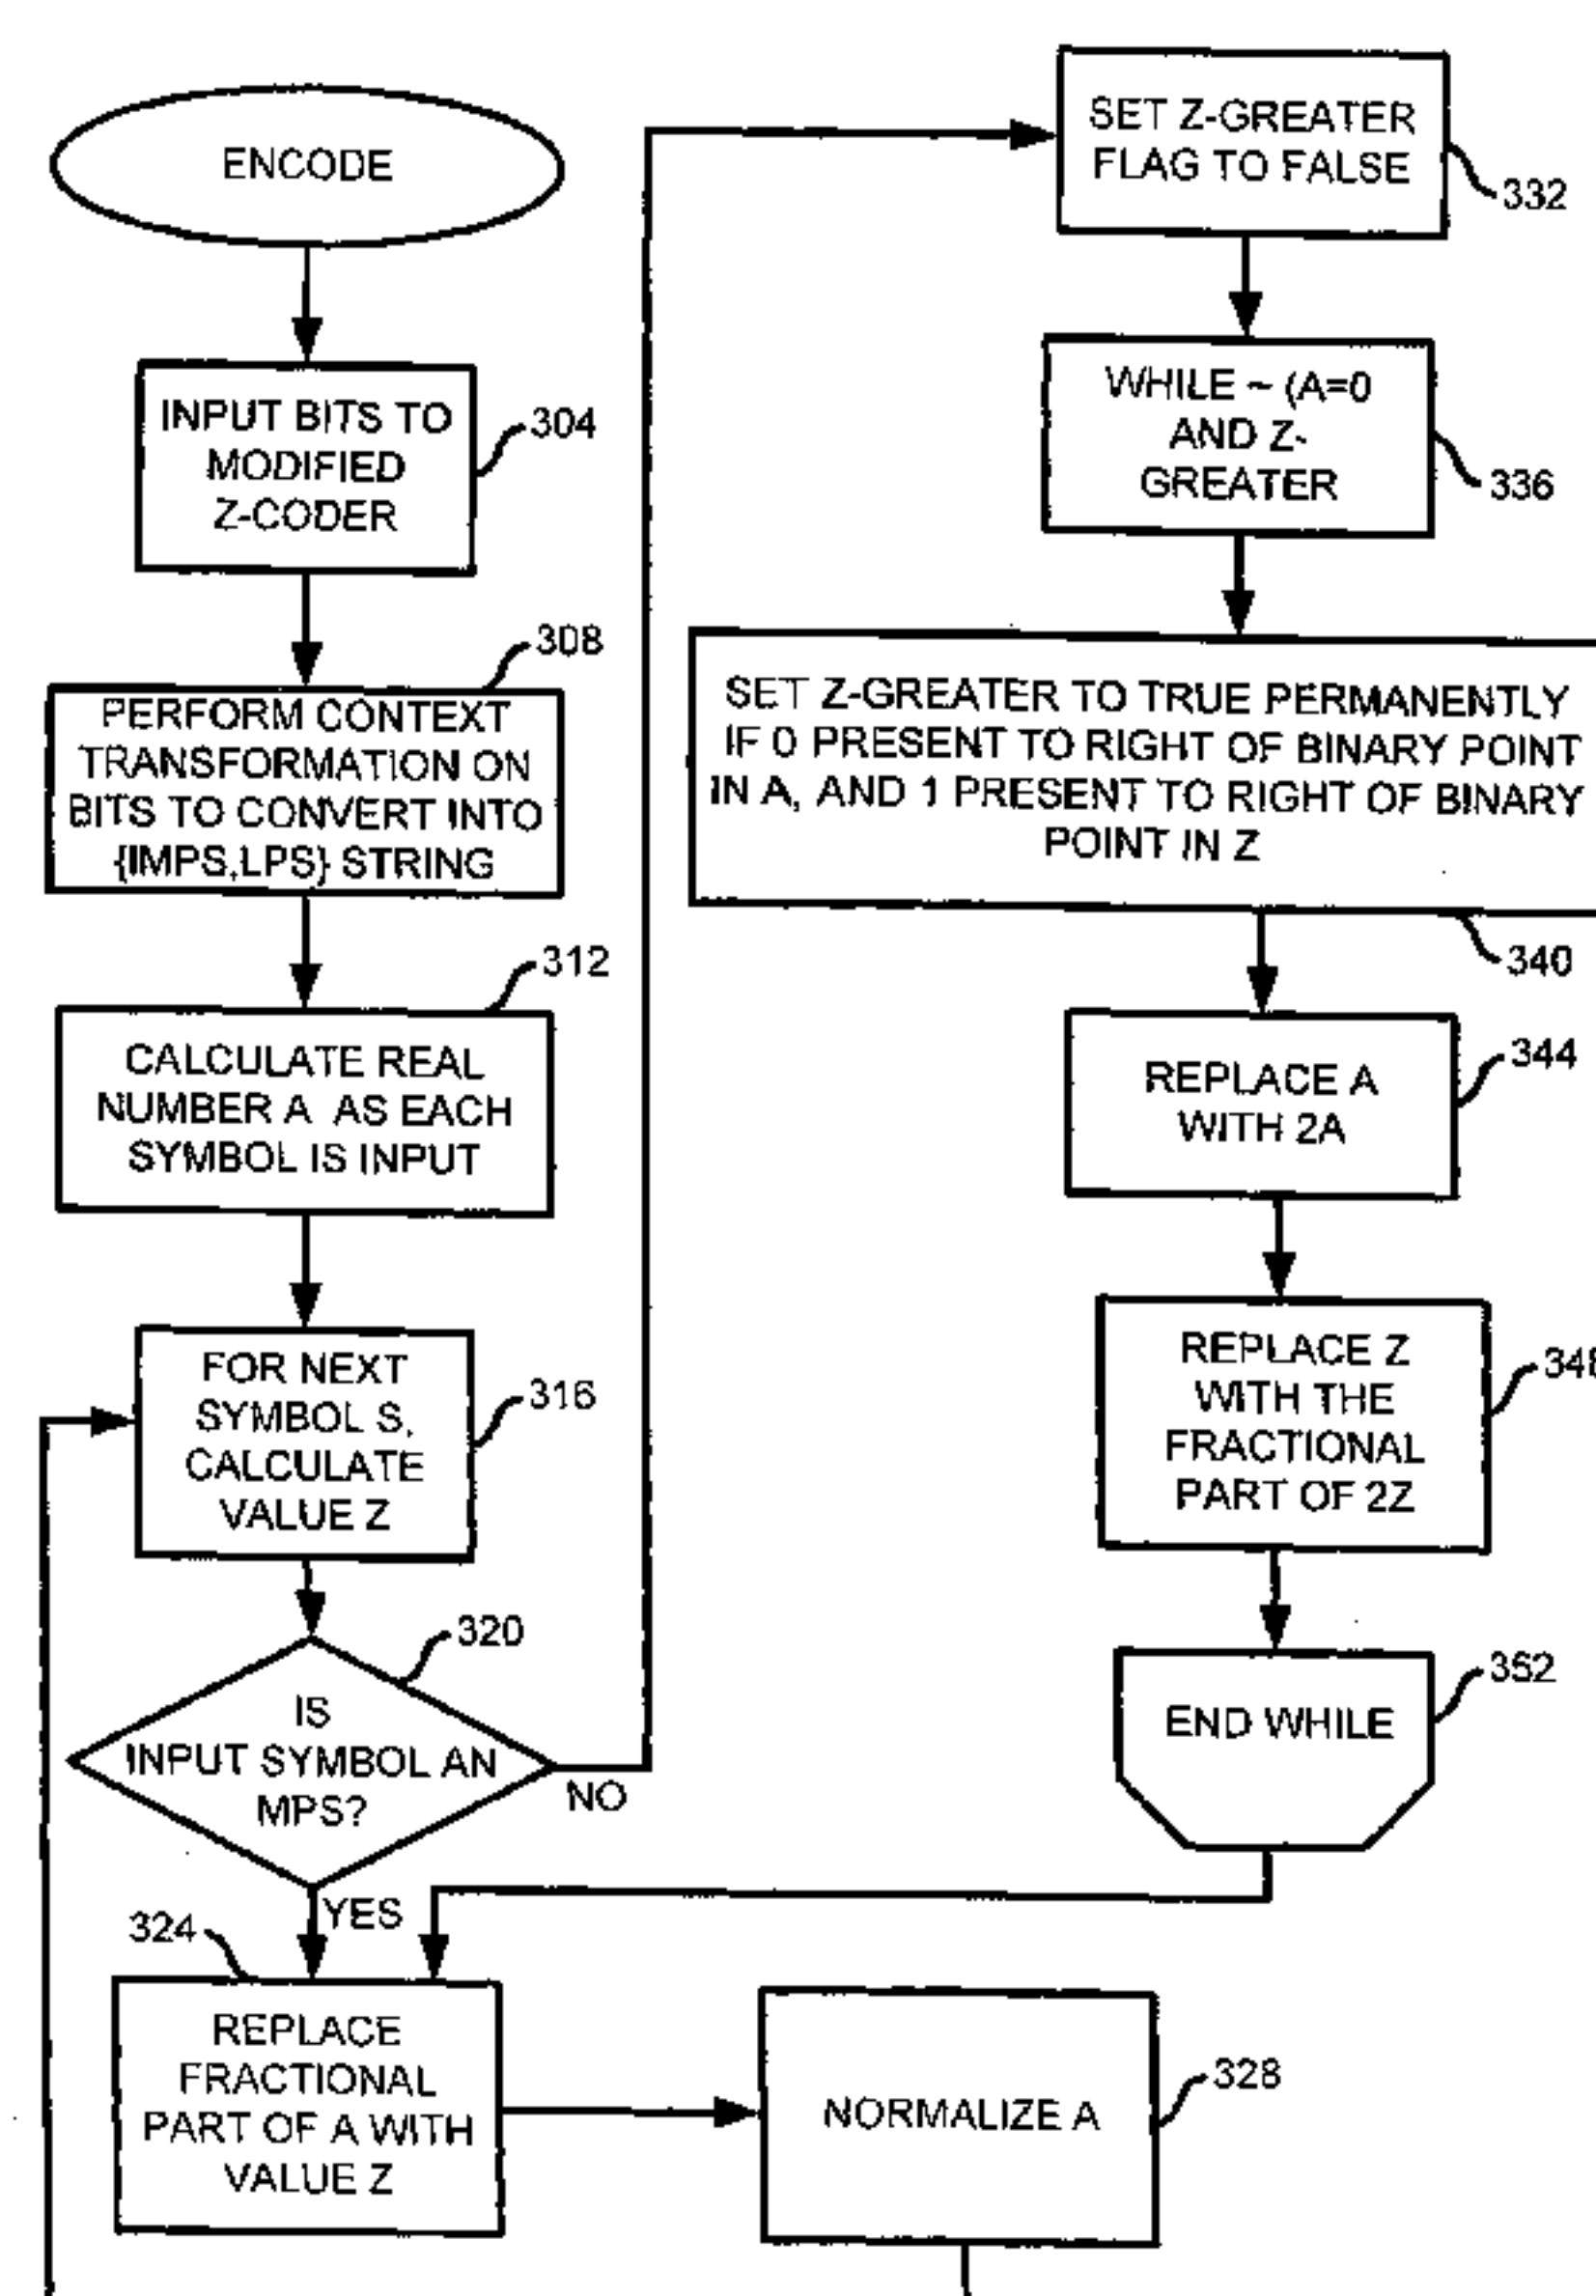 ENCODE
INPUT BITS TO
MODIFIED
Z-CODER
304
308
PERFORM CONTEXT
TRANSFORMATION ON
BITS TO CONVERT INTO
{IMPS,LPS} STRING
312
CALCULATE REAL
NUMBER A AS EACH
SYMBOL IS INPUT
FOR NEXT
SYMBOL S,
CALCULATE
VALUE Z
316
320
IS
INPUT SYMBOL AN
MPS?
NO
YES
324
REPLACE
FRACTIONAL
PART OF A WITH
VALUE Z
NORMALIZE A
328
SET Z-GREATER
FLAG TO FALSE
332
WHILE ~ (A=0
AND Z-
GREATER
336
SET Z-GREATER TO TRUE PERMANENTLY
IF 0 PRESENT TO RIGHT OF BINARY POINT
IN A, AND 1 PRESENT TO RIGHT OF BINARY
POINT IN Z
340
REPLACE A
WITH 2A
344
REPLACE Z
WITH THE
FRACTIONAL
PART OF 2Z
348
END WHILE
352